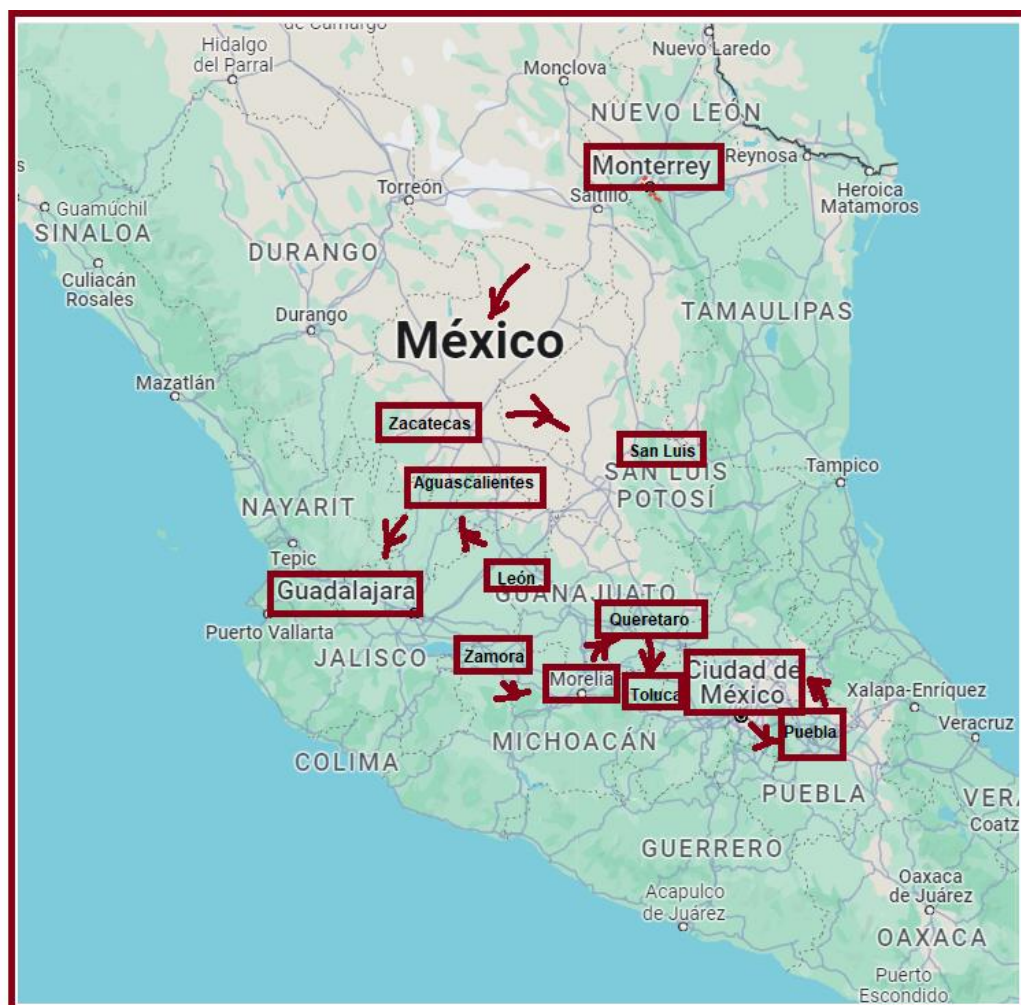 de Camargo
Hidalgo
del Parral
Nuevo Laredo
Monclova
NUEVO LEÓN
Monterrey
Reynosa
Torreón
Saltillo
Heroica
Matamoros
s
Guamúchil
SINALOA
Culiacán
Rosales
DURANGO
Durango
TAMAULIPAS
México
Mazatlán
Zacatecas
San Luis
SAN LUIS
POTOSÍ
Tampico
Aguascalientes
NAYARIT
Tepic
León
GUANAJUATO
Guadalajara
Puerto Vallarta
Queretaro
JALISCO
Zamora
Morelia
Toluca
Ciudad de
México
Xalapa-Enríquez
Puebla
Veracruz
MICHOACÁN
COLIMA
PUEBLA
VERA
Coatz
GUERRERO
Acapulco
de Juárez
Oaxaca
de Juárez
OAXACA
Puerto
Escondido